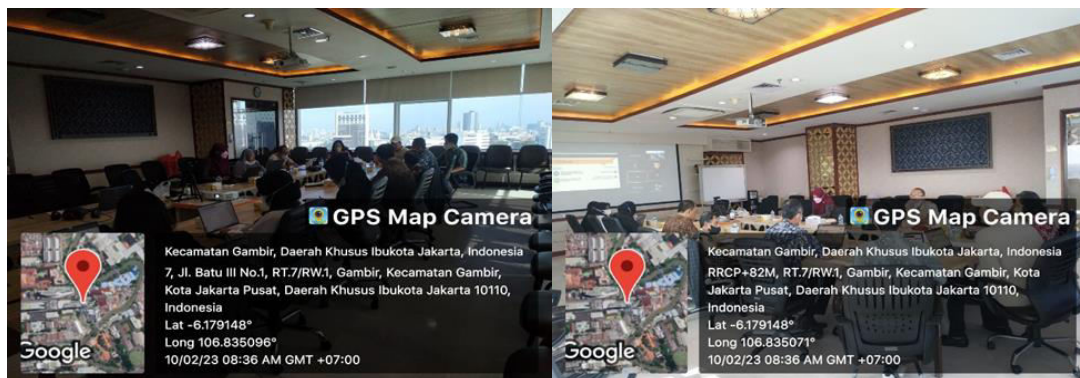 GPS Map Camera
Kecamatan Gambir, Daerah Khusus Ibukota Jakarta, Indonesia
7, Jl. Batu III No.1, RT.7/RW.1, Gambir, Kecamatan Gambir,
Kota Jakarta Pusat, Daerah Khusus Ibukota Jakarta 10110,
Indonesia
Lat -6.179148°
Long 106.835096°
10/02/23 08:36 AM GMT +07:00
Google
GPS Map Camera
Kecamatan Gambir, Daerah Khusus Ibukota Jakarta, Indonesia
RRCP+82M, RT.7/RW.1, Gambir, Kecamatan Gambir, Kota
Jakarta Pusat, Daerah Khusus Ibukota Jakarta 10110,
Indonesia
Lat -6.179148°
Long 106.835071°
10/02/23 08:36 AM GMT +07:00
Google